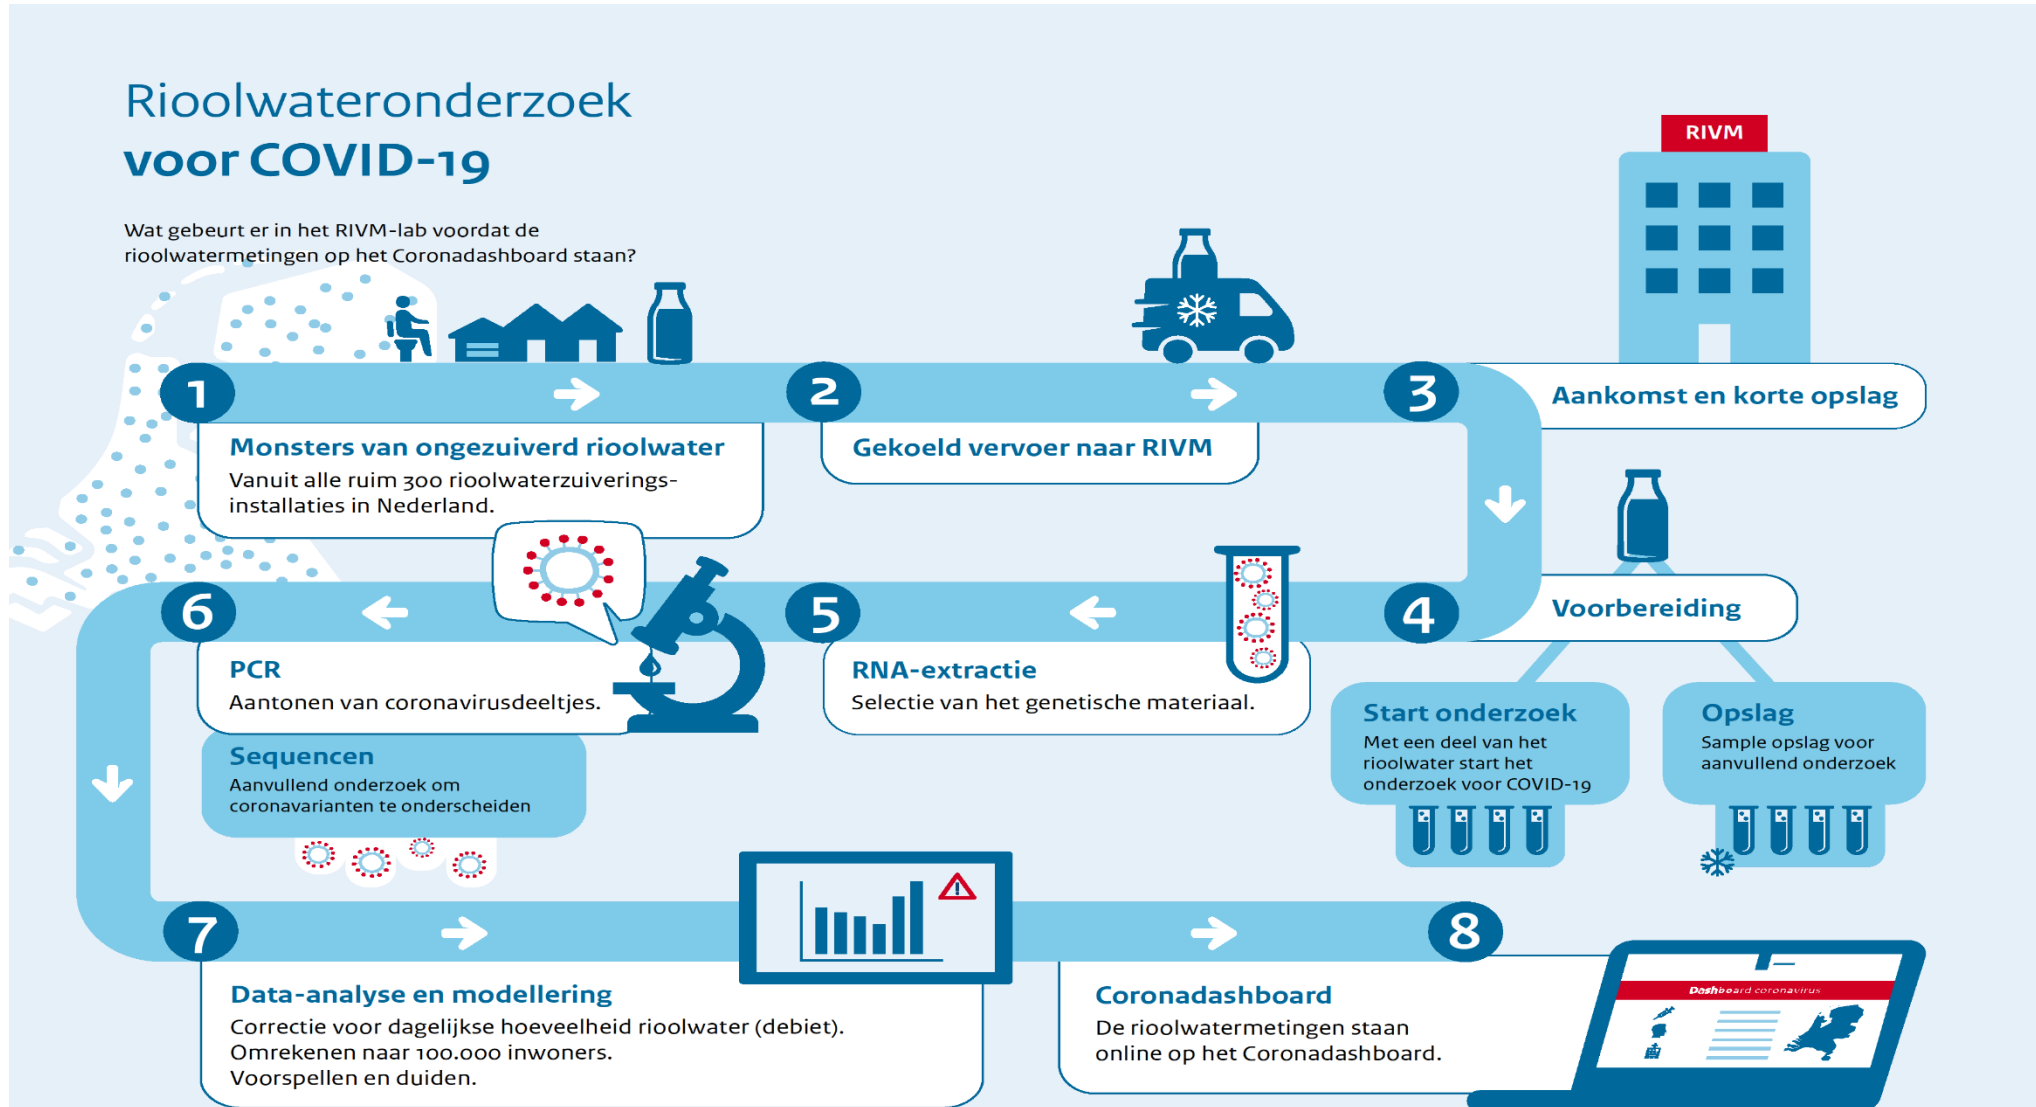 Rioolwateronderzoek
voor COVID-19
Wat gebeurt er in het RIVM-lab voordat de
rioolwatermetingen op het Coronadashboard staan?
RIVM
1
2
3
Aankomst en korte opslag
Monsters van ongezuiverd rioolwater
Vanuit alle ruim 300 rioolwaterzuiverings-
installaties in Nederland.
Gekoeld vervoer naar RIVM
4
Voorbereiding
Start onderzoek
Met een deel van het
rioolwater start het
onderzoek voor COVID-19
Opslag
Sample opslag voor
aanvullend onderzoek
5
RNA-extractie
Selectie van het genetische materiaal.
6
PCR
Aantonen van coronavirusdeeltjes.
Sequencen
Aanvullend onderzoek om
coronavarianten te onderscheiden
7
Data-analyse en modellering
Correctie voor dagelijkse hoeveelheid rioolwater (debiet).
Omrekenen naar 100.000 inwoners.
Voorspellen en duiden.
8
Coronadashboard
De rioolwatermetingen staan
online op het Coronadashboard.
Dashboard coronavirus